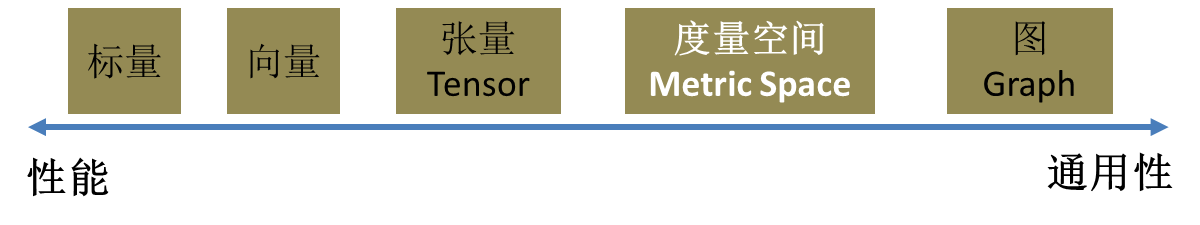 标量
向量
张量
Tensor
度量空间
Metric Space
图
Graph
性能
通用性